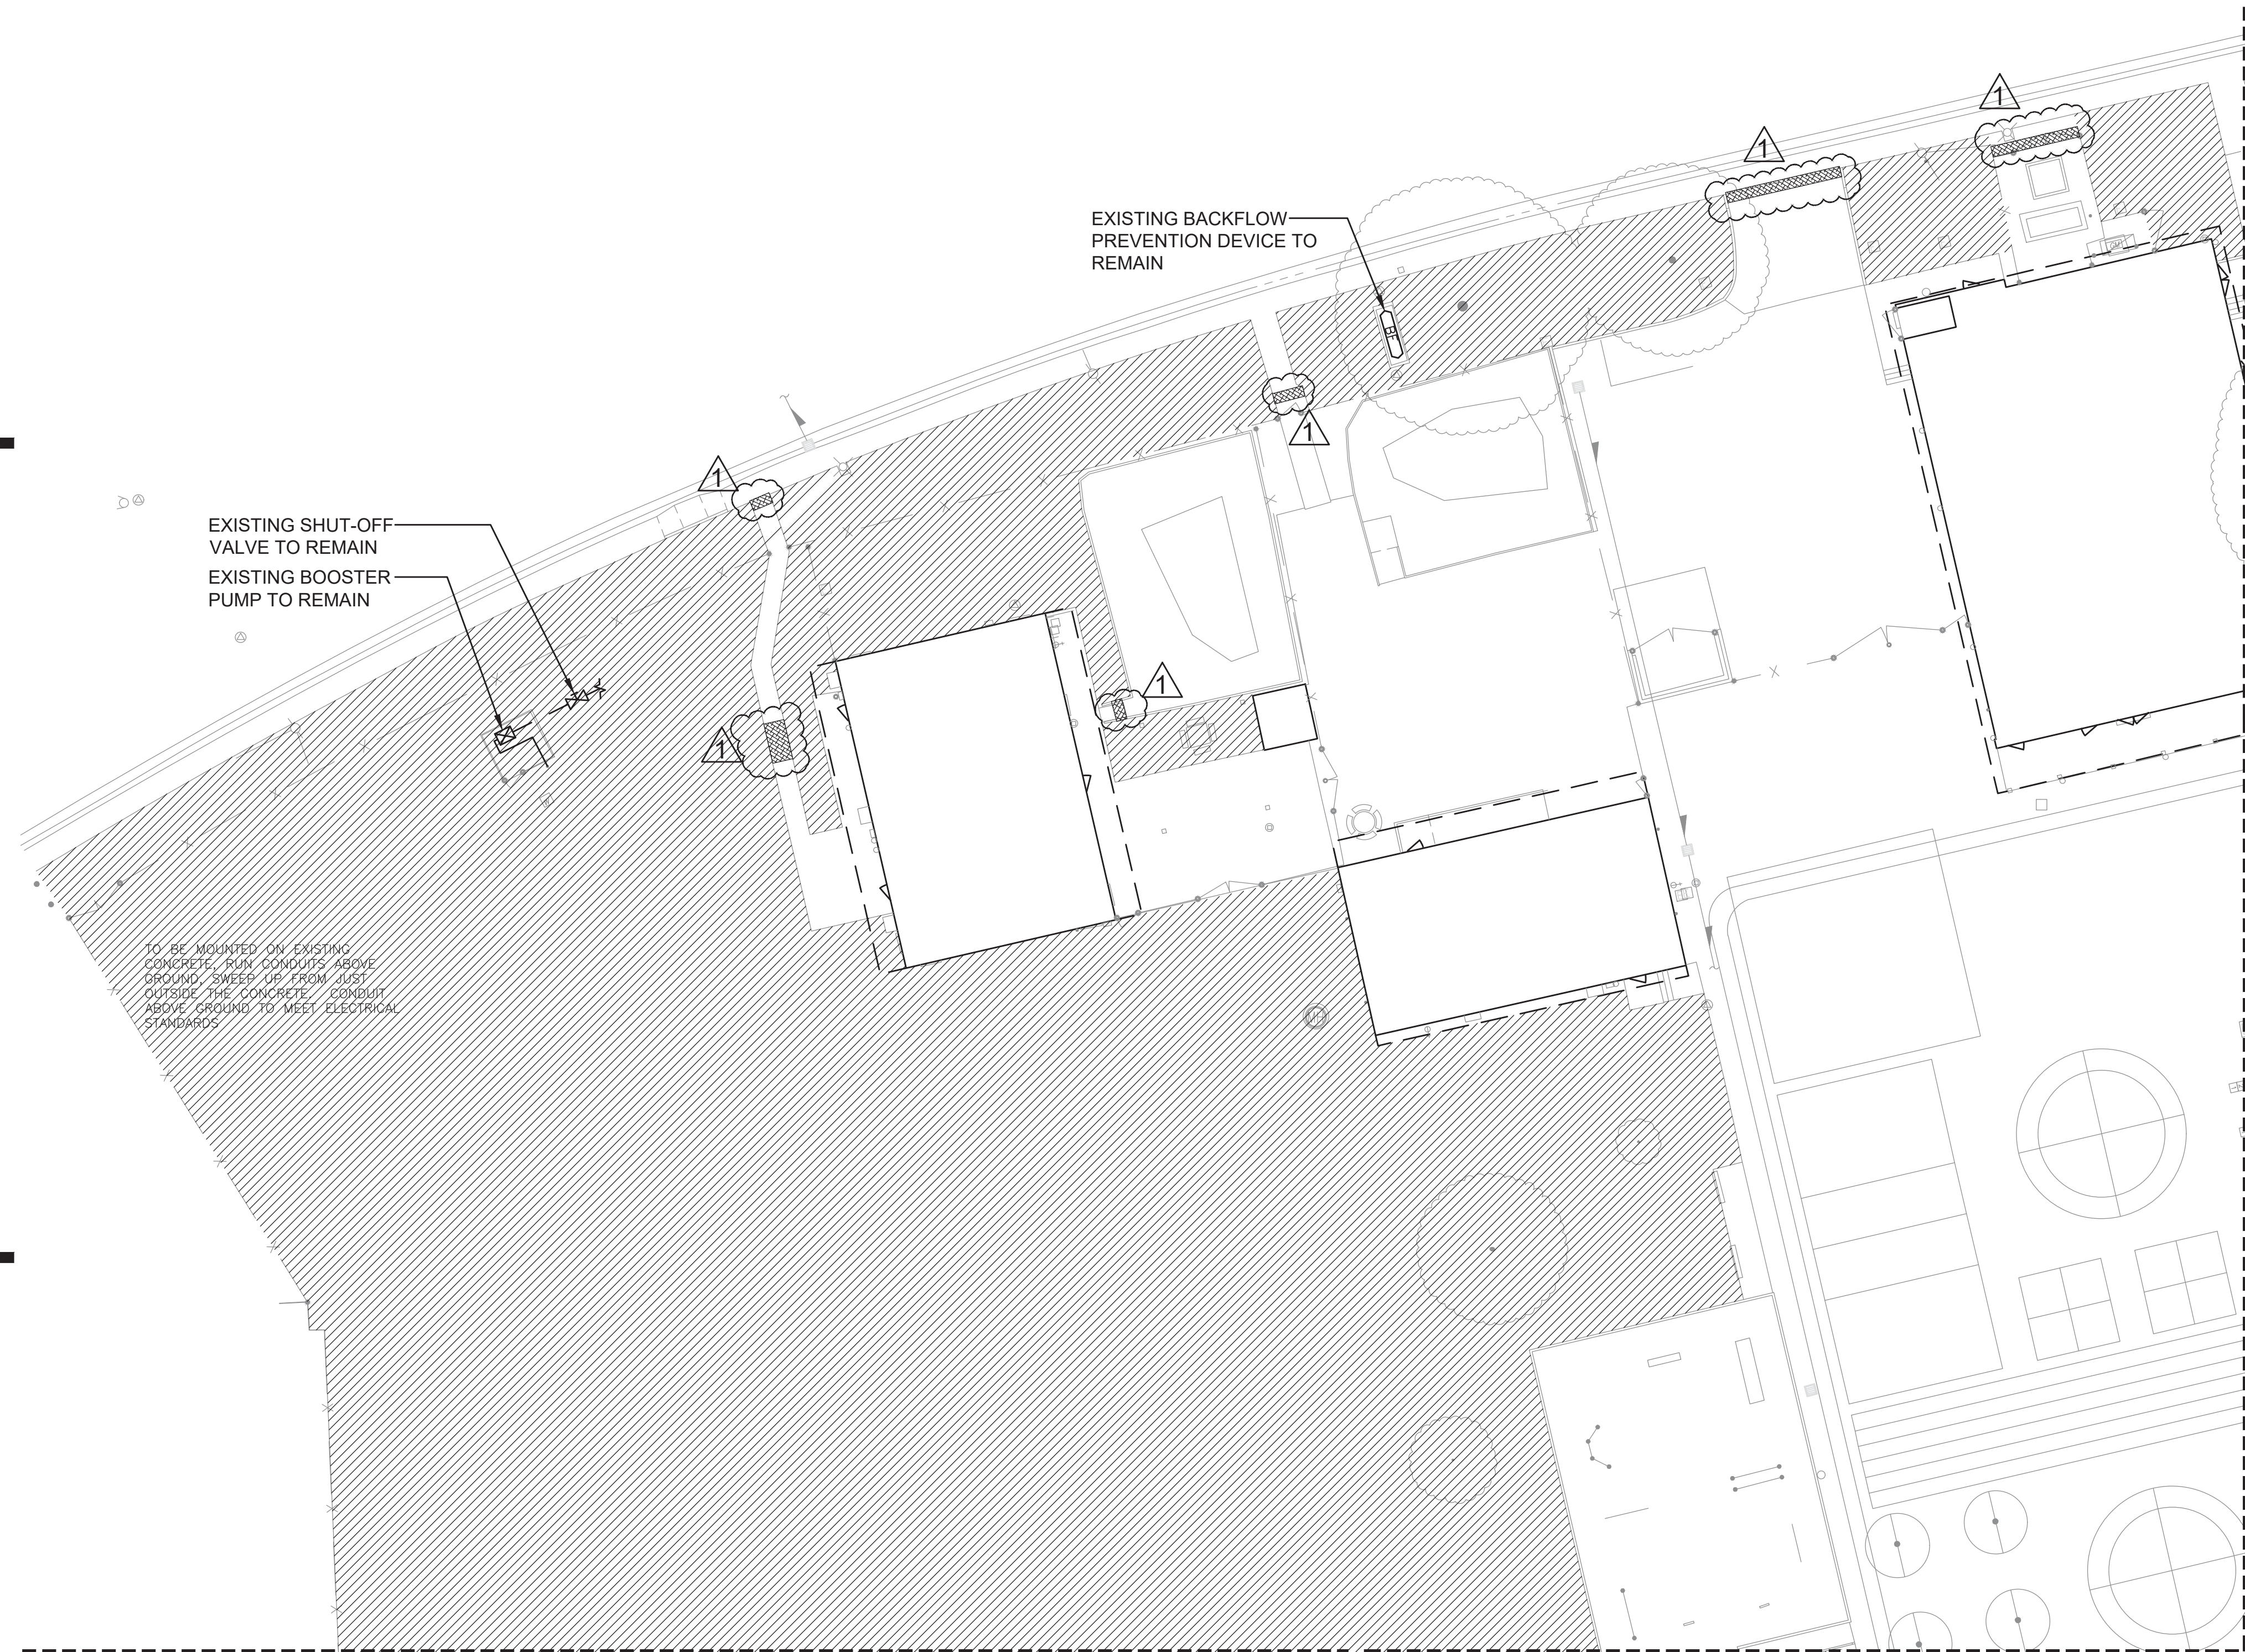 1
1
EXISTING BACKFLOW
PREVENTION DEVICE TO
REMAIN
BF
1
1
EXISTING SHUT-OFF
VALVE TO REMAIN
EXISTING BOOSTER
PUMP TO REMAIN
1
1
TO BE MOUNTED ON EXISTING
CONCRETE, RUN CONDUITS ABOVE
GROUND, SWEEP UP FROM JUST
OUTSIDE THE CONCRETE. CONDUIT
ABOVE GROUND TO MEET ELECTRICAL
STANDARDS
MH